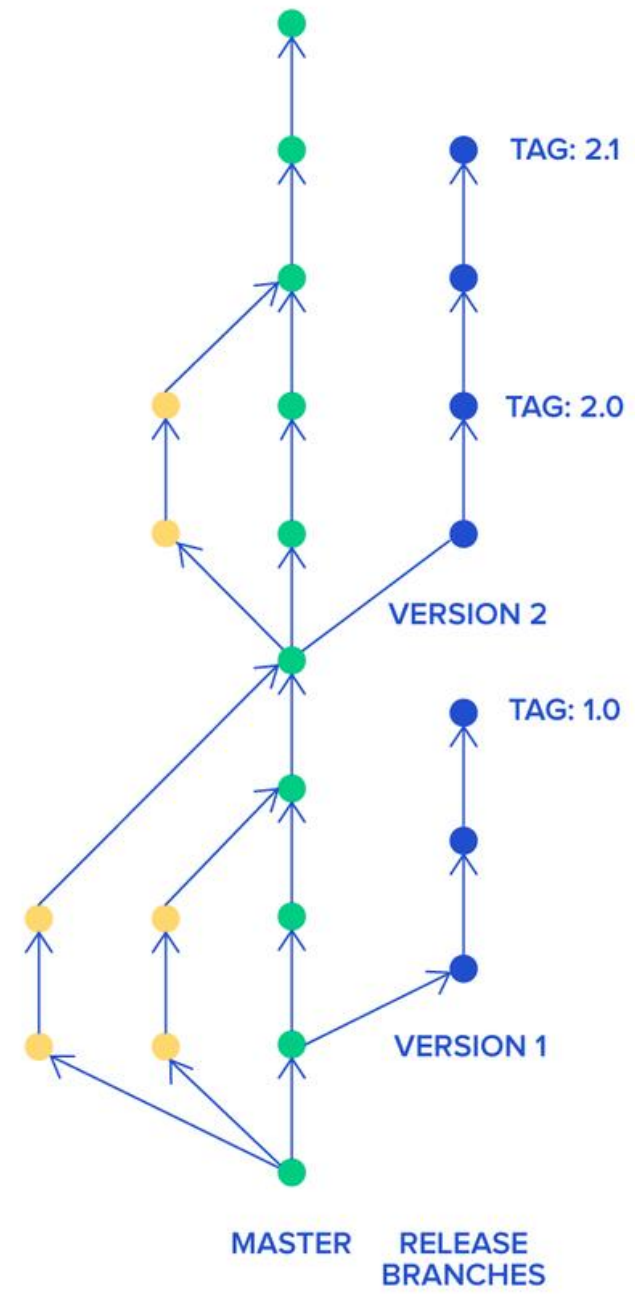 TAG: 2.1
TAG: 2.0
VERSION 2
TAG: 1.0
VERSION 1
MASTER
RELEASE
BRANCHES